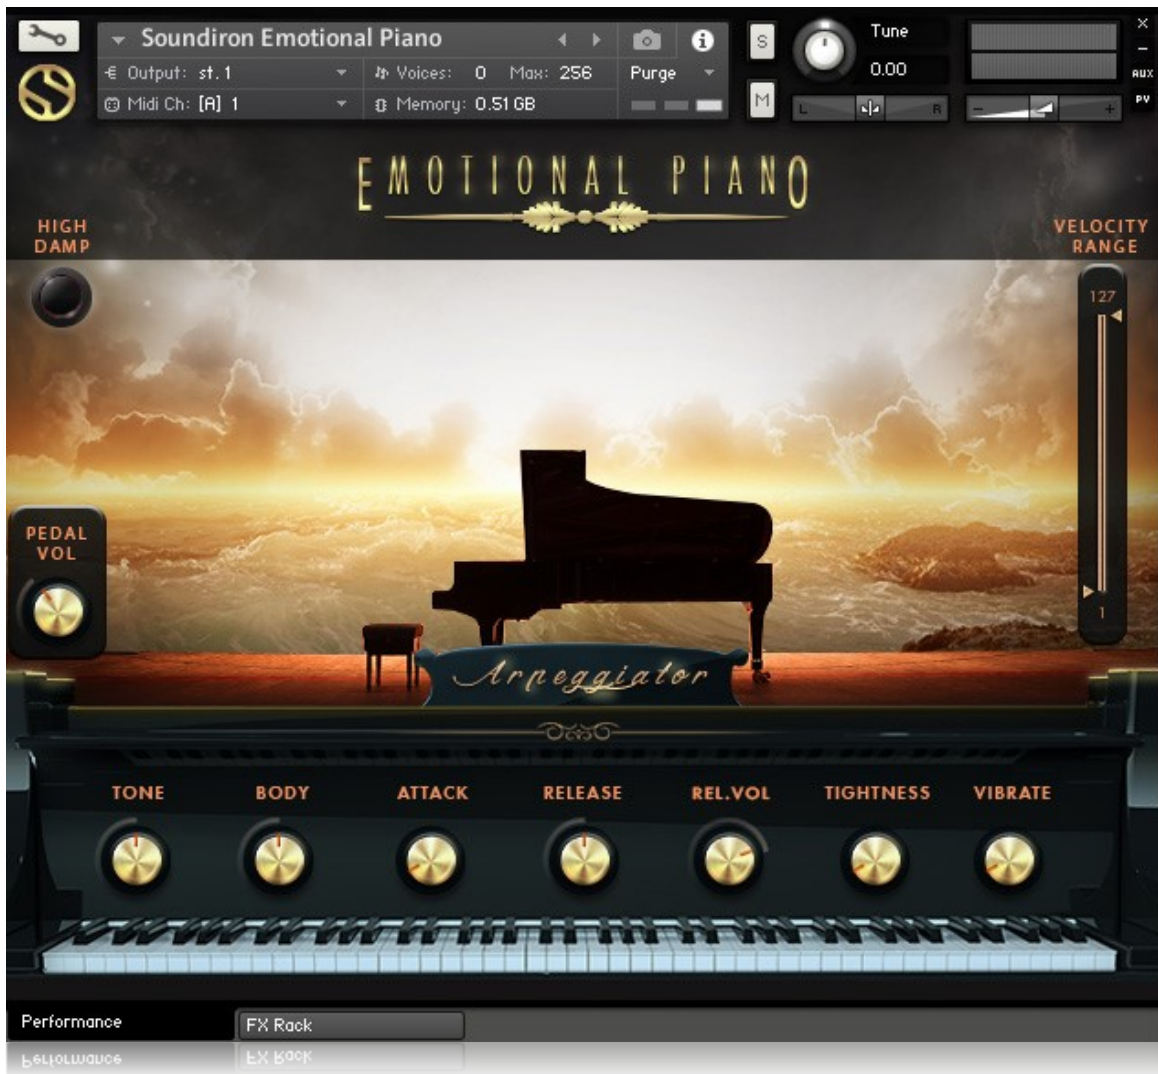 Soundiron Emotional Piano
Output: st.1
Voices: 0 Max: 256
Purge
Midi Ch: [A] 1
Memory: 0.51 GB
S
M
Tune
0.00
L R
- +
X
-
AUX
PV
EMOTIONAL PIANO
HIGH
DAMP
VELOCITY
RANGE
127
1
PEDAL
VOL
Arpeggiator
TONE BODY ATTACK RELEASE REL.VOL TIGHTNESS VIBRATE
Performance
FX Rack